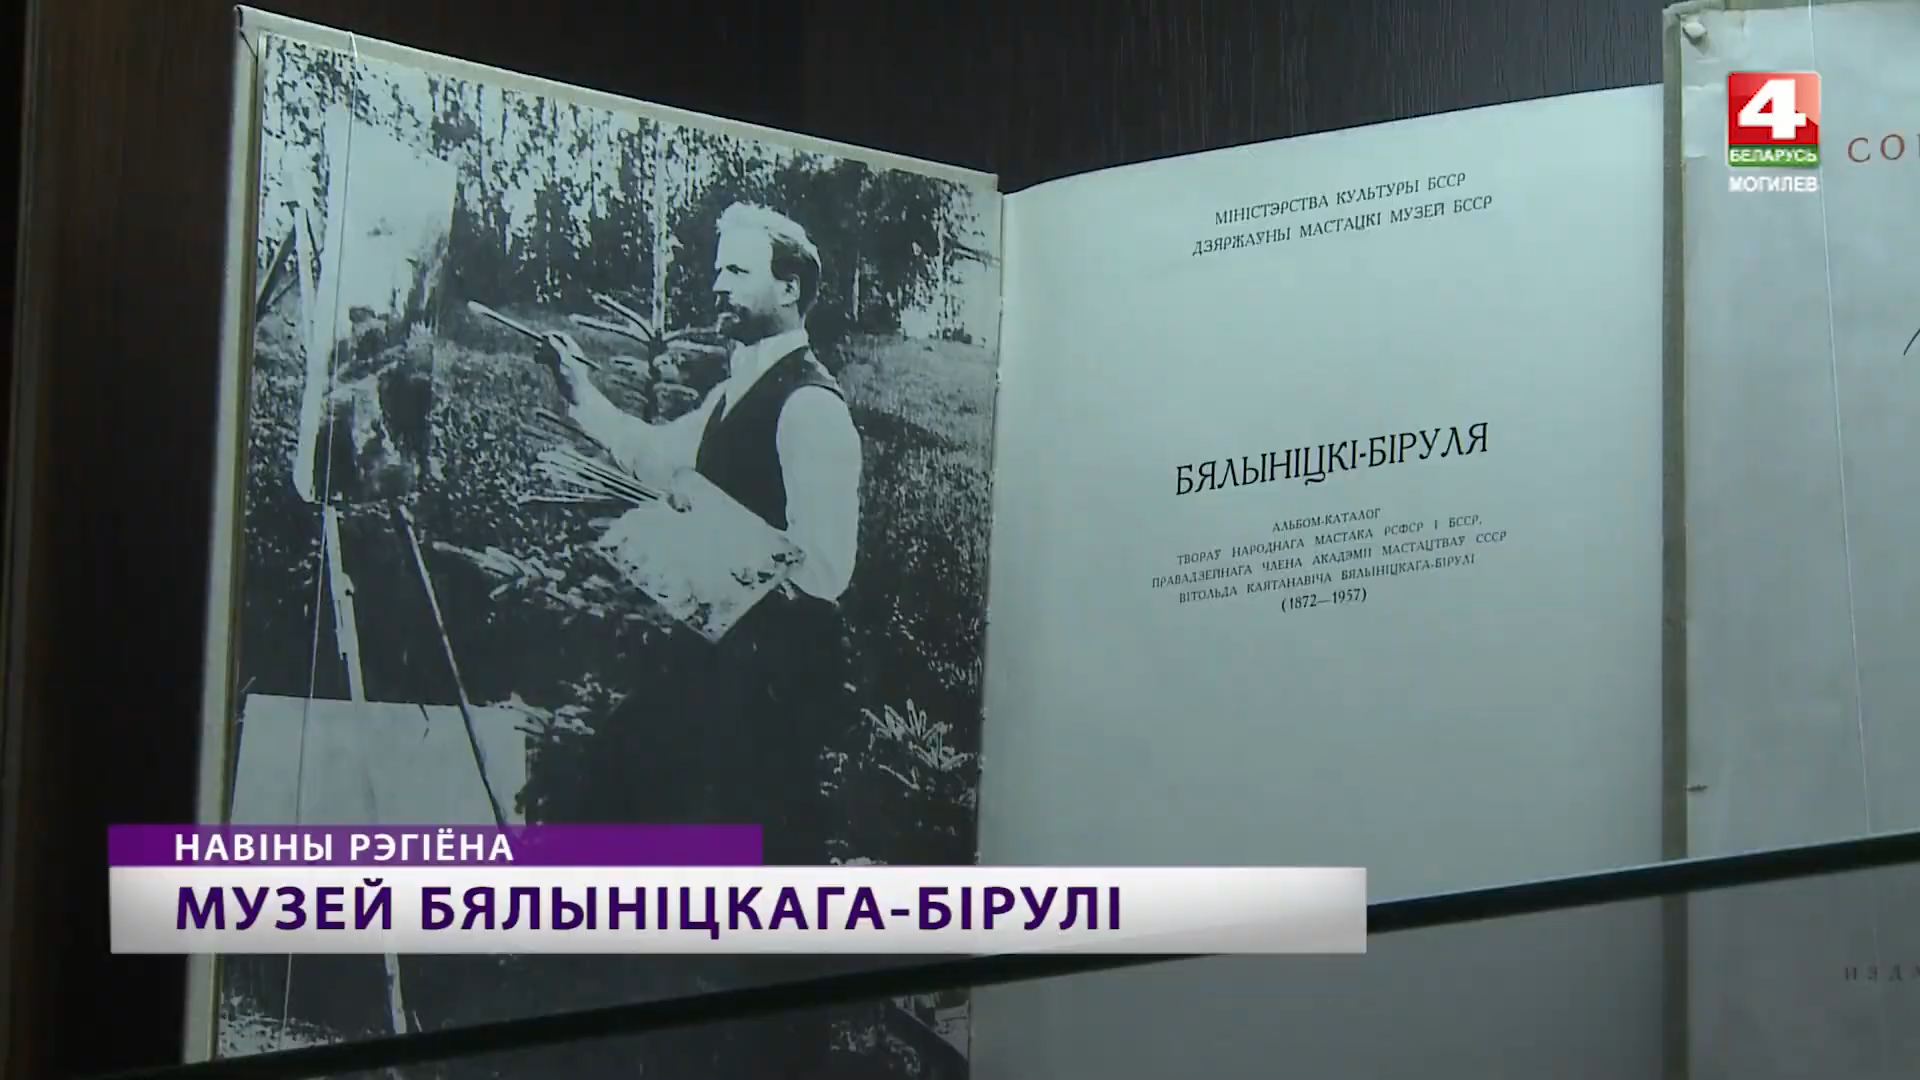 МІНІСТЭРСТВА КУЛЬТУРЫ БССР
ДЗЯРЖАУНЫ МАСТАЦКІ МУЗЕЙ БССР
БЯЛЫНІЦКІ-БІРУЛЯ
АЛЬБОМ-КАТАЛОГ
ТВОРАЎ НАРОДНАГА МАСТАКА РСФСР І БССР,
ПРАВАДЗЕЙНАГА ЧЛЕНА АКАДЭМІІ МАСТАЦТВАЎ СССР
ВІТОЛЬДА КАЯТАНАВІЧА БЯЛЫНІЦКАГА-БІРУЛІ
(1872—1957)
4
БЕЛАРУСЬ
МОГИЛЕВ
НАВІНЫ РЭГІЁНА
МУЗЕЙ БЯЛЫНІЦКАГА-БІРУЛІ